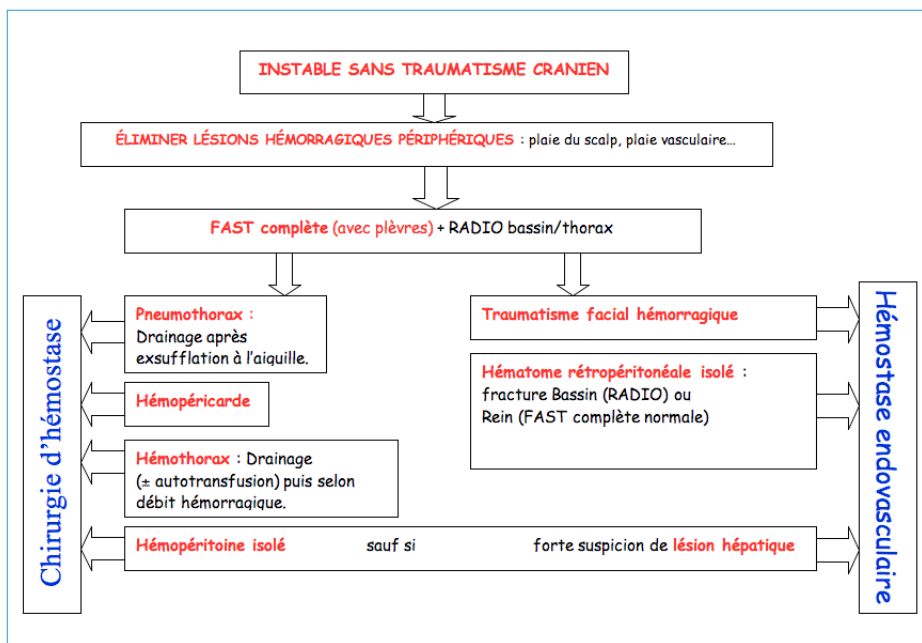 INSTABLE SANS TRAUMATISME CRANIEN
ÉLIMINER LÉSIONS HÉMORRAGIQUES PÉRIPHÉRIQUES : plaie du scalp, plaie vasculaire…
FAST complète (avec plèvres) + RADIO bassin/thorax
Chirurgie d'hémostase
Pneumothorax :
Drainage après
exsufflation à l'aiguille.
Hémopéricarde
Hémothorax : Drainage
(± autotransfusion) puis selon
débit hémorragique.
Traumatisme facial hémorragique
Hématome rétropéritonéale isolé :
fracture Bassin (RADIO) ou
Rein (FAST complète normale)
Hémopéritoine isolé sauf si forte suspicion de lésion hépatique
Hémostase endovasculaire